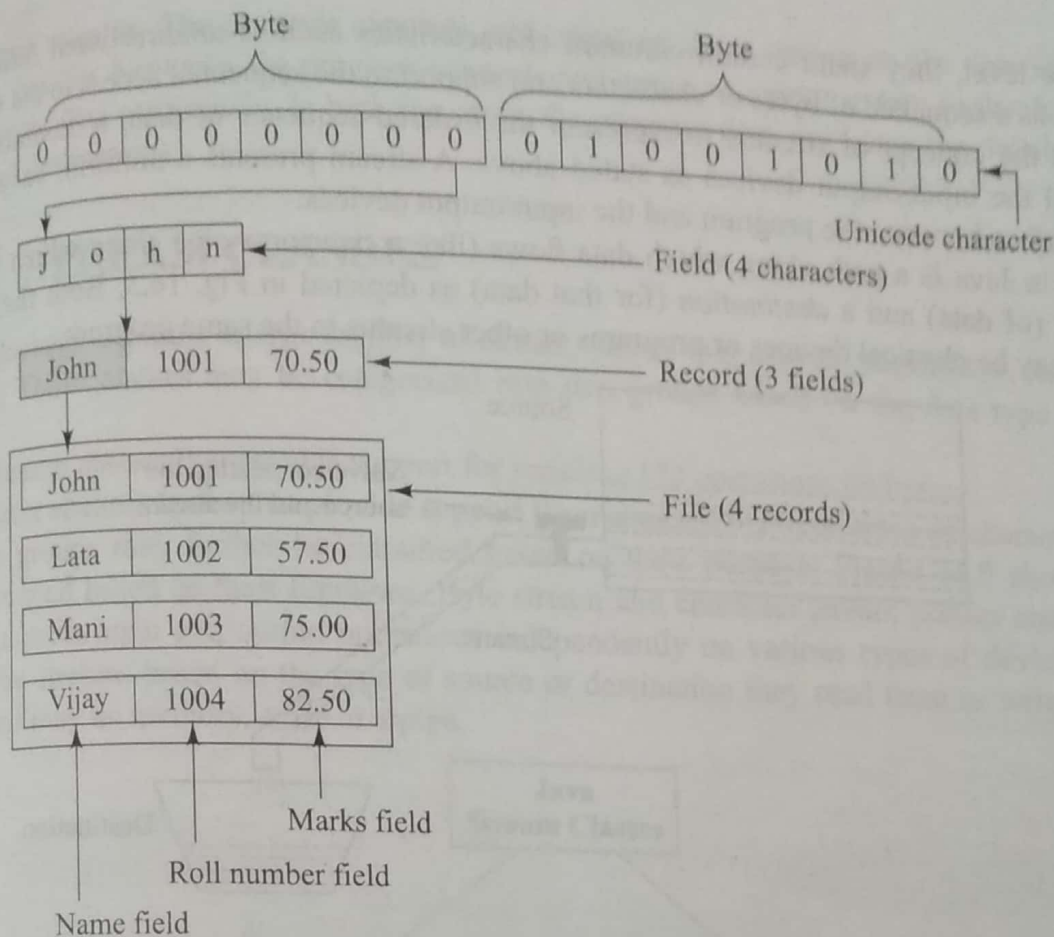 Byte
Byte
0 0 0 0 0 0 0 0 0 1 0 0 1 0 1 0
Unicode character
J o h n
Field (4 characters)
John 1001 70.50
Record (3 fields)
John 1001 70.50
File (4 records)
Lata 1002 57.50
Mani 1003 75.00
Vijay 1004 82.50
Marks field
Roll number field
Name field